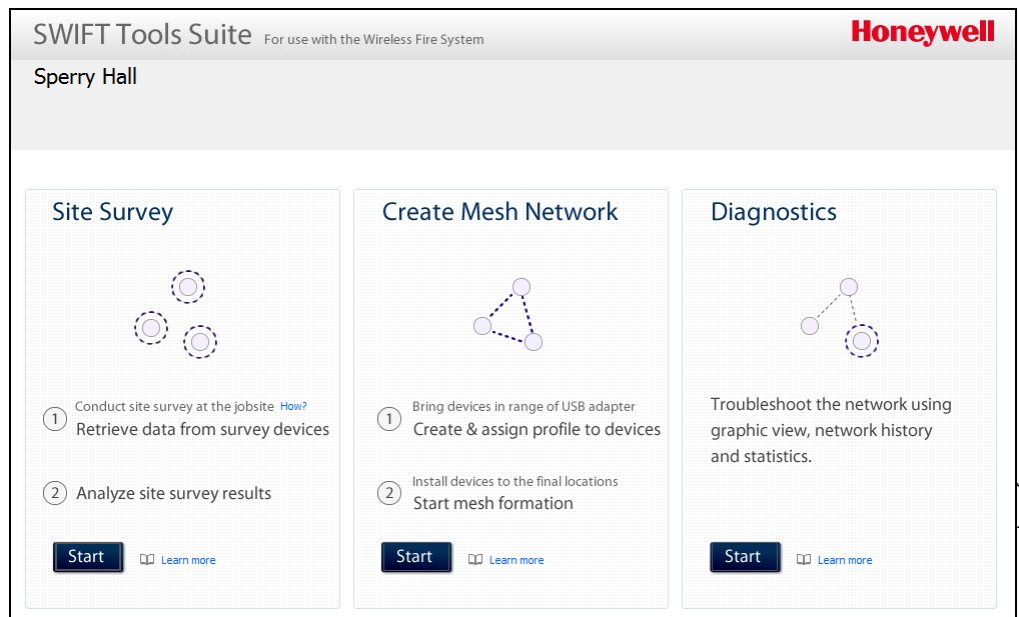 SWIFT Tools Suite For use with the Wireless Fire System
Honeywell
Sperry Hall
Site Survey
1 Conduct site survey at the jobsite How?
Retrieve data from survey devices
2 Analyze site survey results
Start Learn more
Create Mesh Network
1 Bring devices in range of USB adapter
Create & assign profile to devices
2 Install devices to the final locations
Start mesh formation
Start Learn more
Diagnostics
Troubleshoot the network using
graphic view, network history
and statistics.
Start Learn more